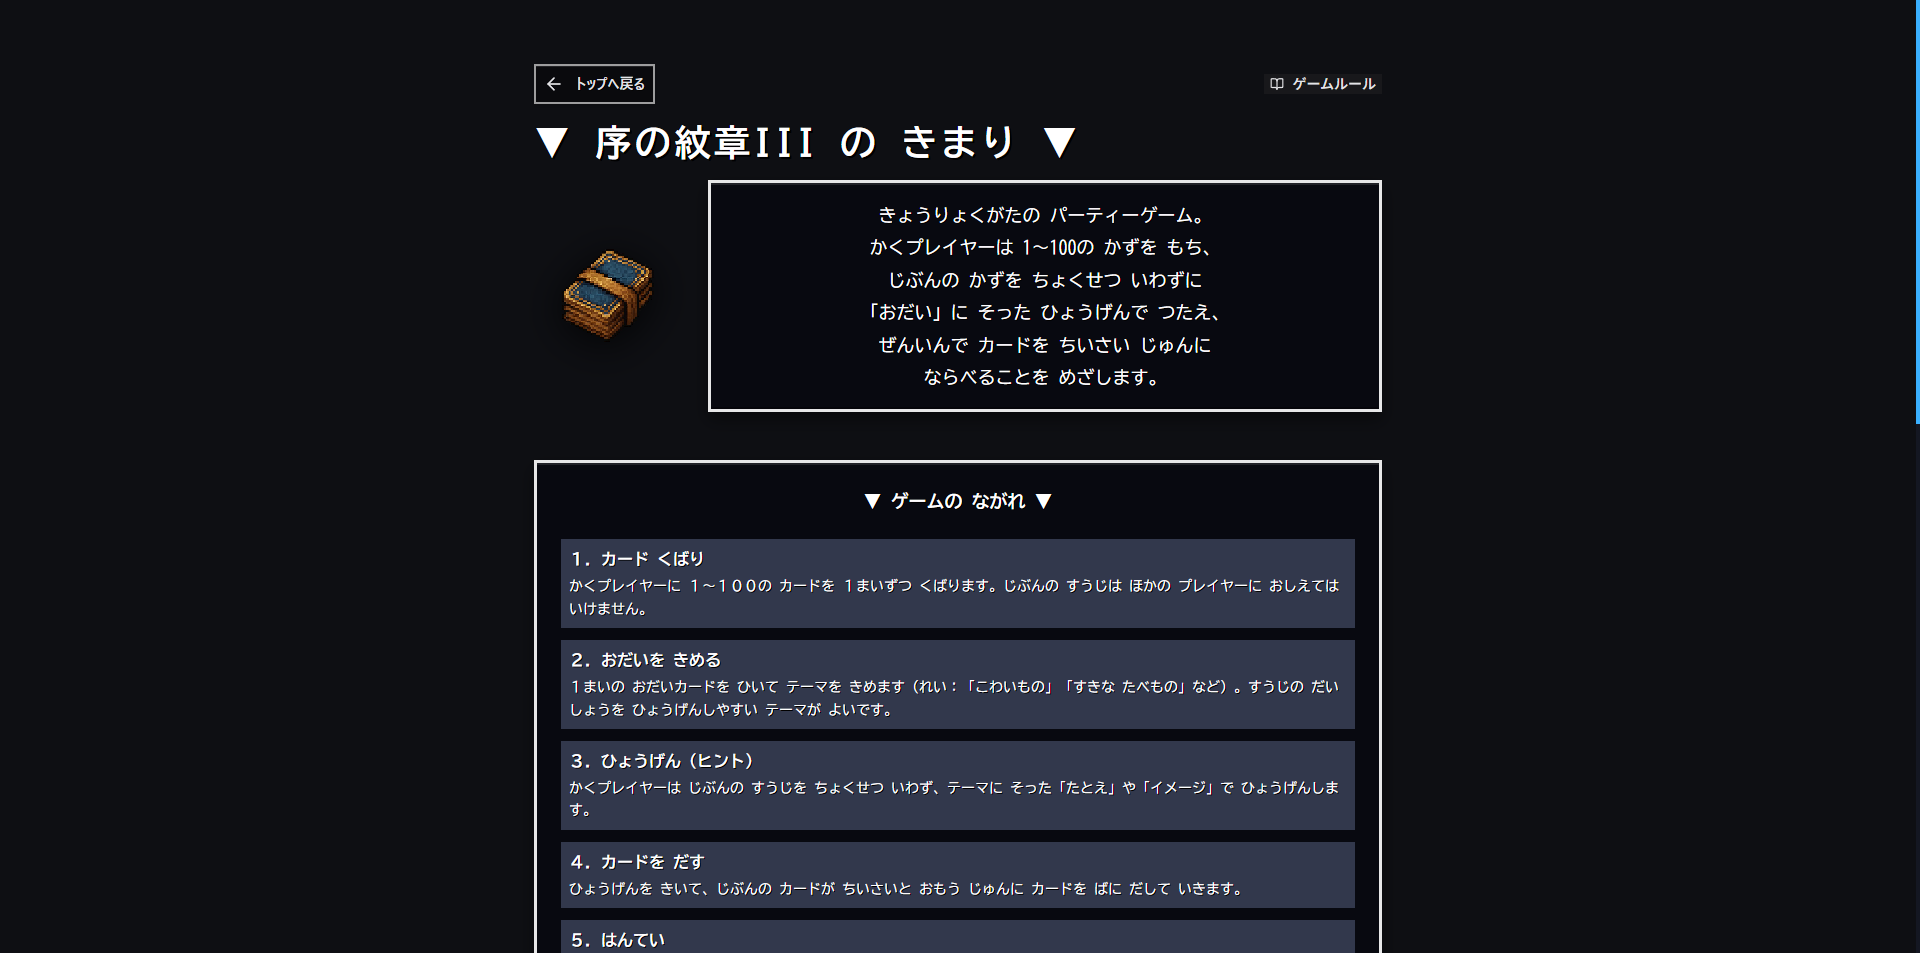 トップへ戻る
ゲームルール
▼ 序の紋章III の きまり ▼
きょうりょくがたの パーティーゲーム。
かくプレイヤーは 1〜100の かずを もち、
じぶんの かずを ちょくせつ いわずに
「おだい」に そった ひょうげんで つたえ、
ぜんいんで カードを ちいさい じゅんに
ならべることを めざします。
▼ ゲームの ながれ ▼
１．カード くばり
かくプレイヤーに １〜１００の カードを １まいずつ くばります。じぶんの すうじは ほかの プレイヤーに おしえては
いけません。
２．おだいを きめる
１まいの おだいカードを ひいて テーマを きめます（れい：「こわいもの」「すきな たべもの」など）。すうじの だい
しょうを ひょうげんしやすい テーマが よいです。
３．ひょうげん（ヒント）
かくプレイヤーは じぶんの すうじを ちょくせつ いわず、テーマに そった「たとえ」や「イメージ」で ひょうげんしま
す。
４．カードを だす
ひょうげんを きいて、じぶんの カードが ちいさいと おもう じゅんに カードを ばに だして いきます。
５．はんてい